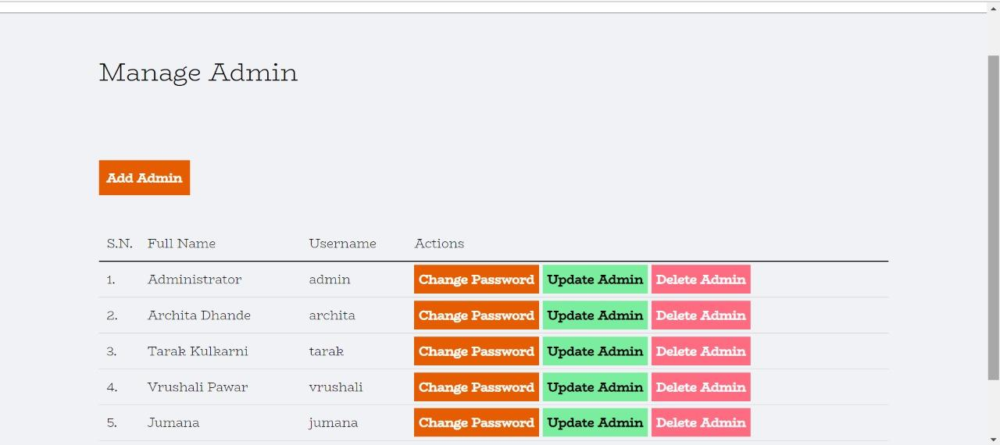 Manage Admin
Add Admin
S.N. Full Name Username Actions
1. Administrator admin Change Password Update Admin Delete Admin
2. Archita Dhande archita Change Password Update Admin Delete Admin
3. Tarak Kulkarni tarak Change Password Update Admin Delete Admin
4. Vrushali Pawar vrushali Change Password Update Admin Delete Admin
5. Jumana jumana Change Password Update Admin Delete Admin